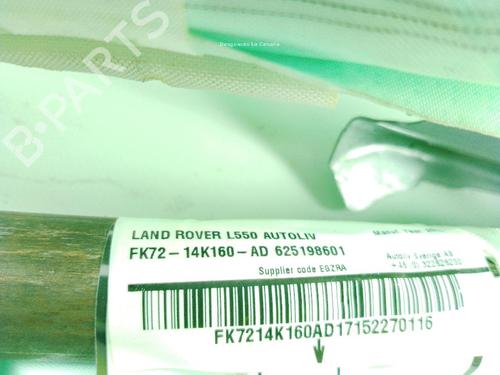 Desguaces La Cabaña
B-PARTS
LAND ROVER L550 AUTOLIV
FK72-14K160-AD 625198601
Autoliv Sverige AB
Supplier code EGZRA
FK7214K160AD17152270116